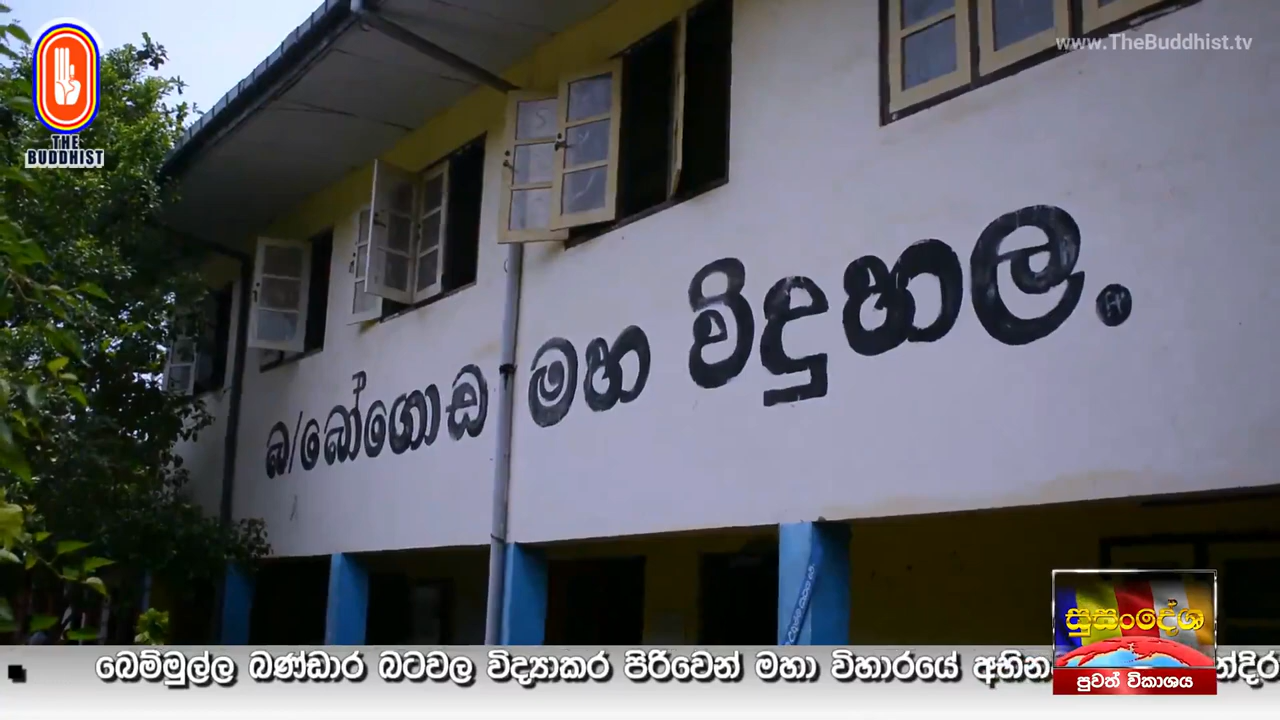 www.TheBuddhist.tv
THE
BUDDHIST
බ/බෝගොඩ මහ විදුහල.
සුසංදේශ
පුවත් විකාශය
බෙම්මුල්ල බණ්ඩාර බටවල විද්‍යාකර පිරිවෙන් මහා විහාරයේ